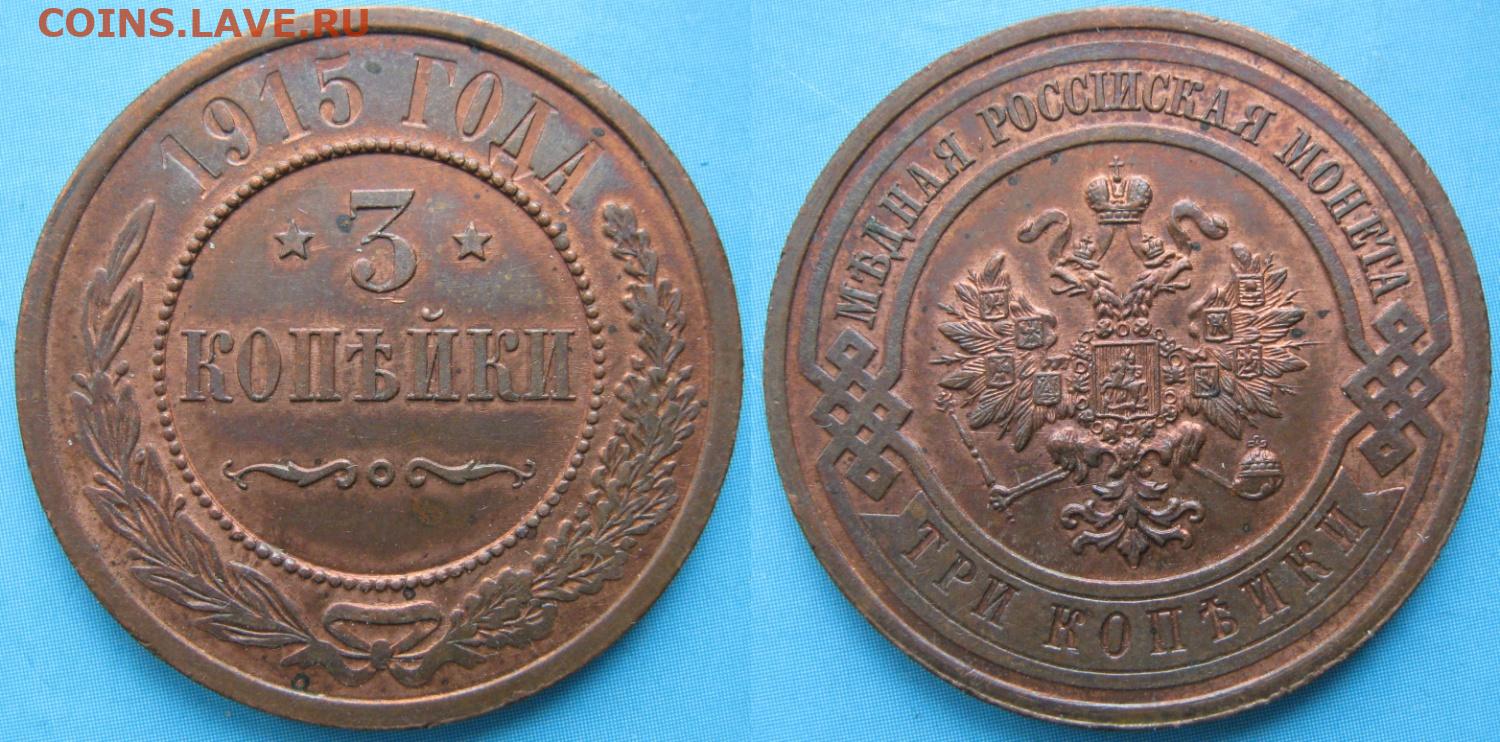 COINS.LAVE.RU
1915 ГОДА
3
КОПѢЙКИ
МѢДНАЯ РОССІЙСКАЯ МОНЕТА
ТРИ КОПѢЙКИ